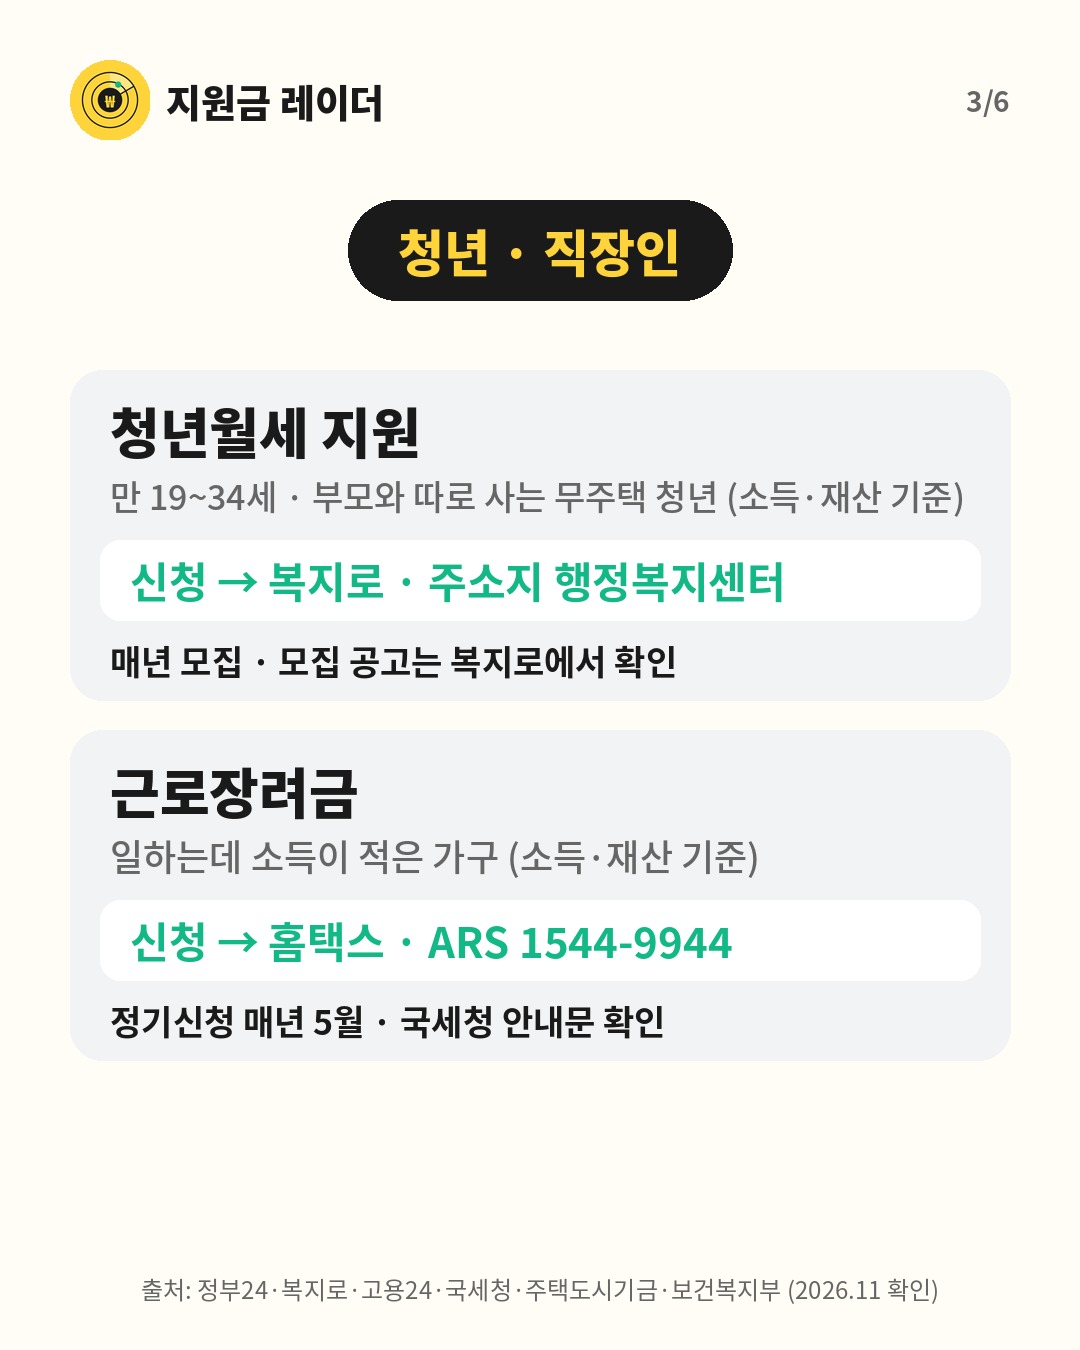 지원금 레이더
3/6
청년 · 직장인
청년월세 지원
만 19~34세 · 부모와 따로 사는 무주택 청년 (소득·재산 기준)
신청 → 복지로 · 주소지 행정복지센터
매년 모집 · 모집 공고는 복지로에서 확인
근로장려금
일하는데 소득이 적은 가구 (소득·재산 기준)
신청 → 홈택스 · ARS 1544-9944
정기신청 매년 5월 · 국세청 안내문 확인
출처: 정부24·복지로·고용24·국세청·주택도시기금·보건복지부 (2026.11 확인)